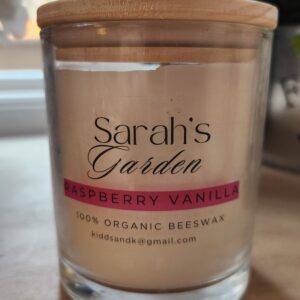 Sarah's
Garden
RASPBERRY VANILLA
100% ORGANIC BEESWAX
kiddsandk@gmail.com